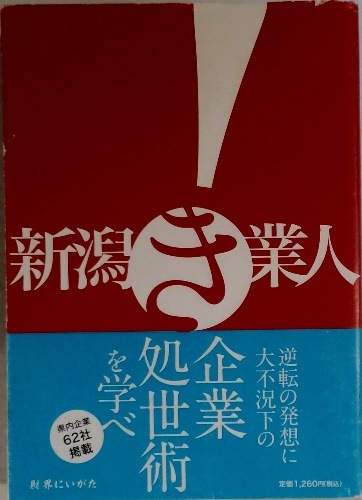 ！
新潟き業人
逆転の発想に
大不況下の
企業
処世術
を学べ
県内企業
62社
掲載
財界にいがた
定価1,260円(税込)